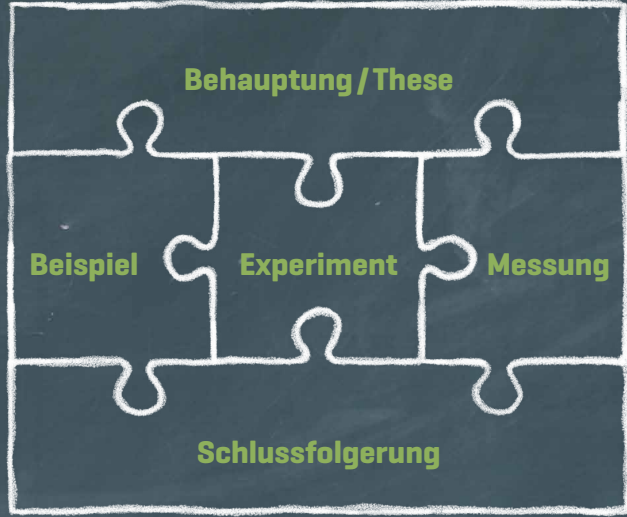 Behauptung / These
Beispiel
Experiment
Messung
Schlussfolgerung